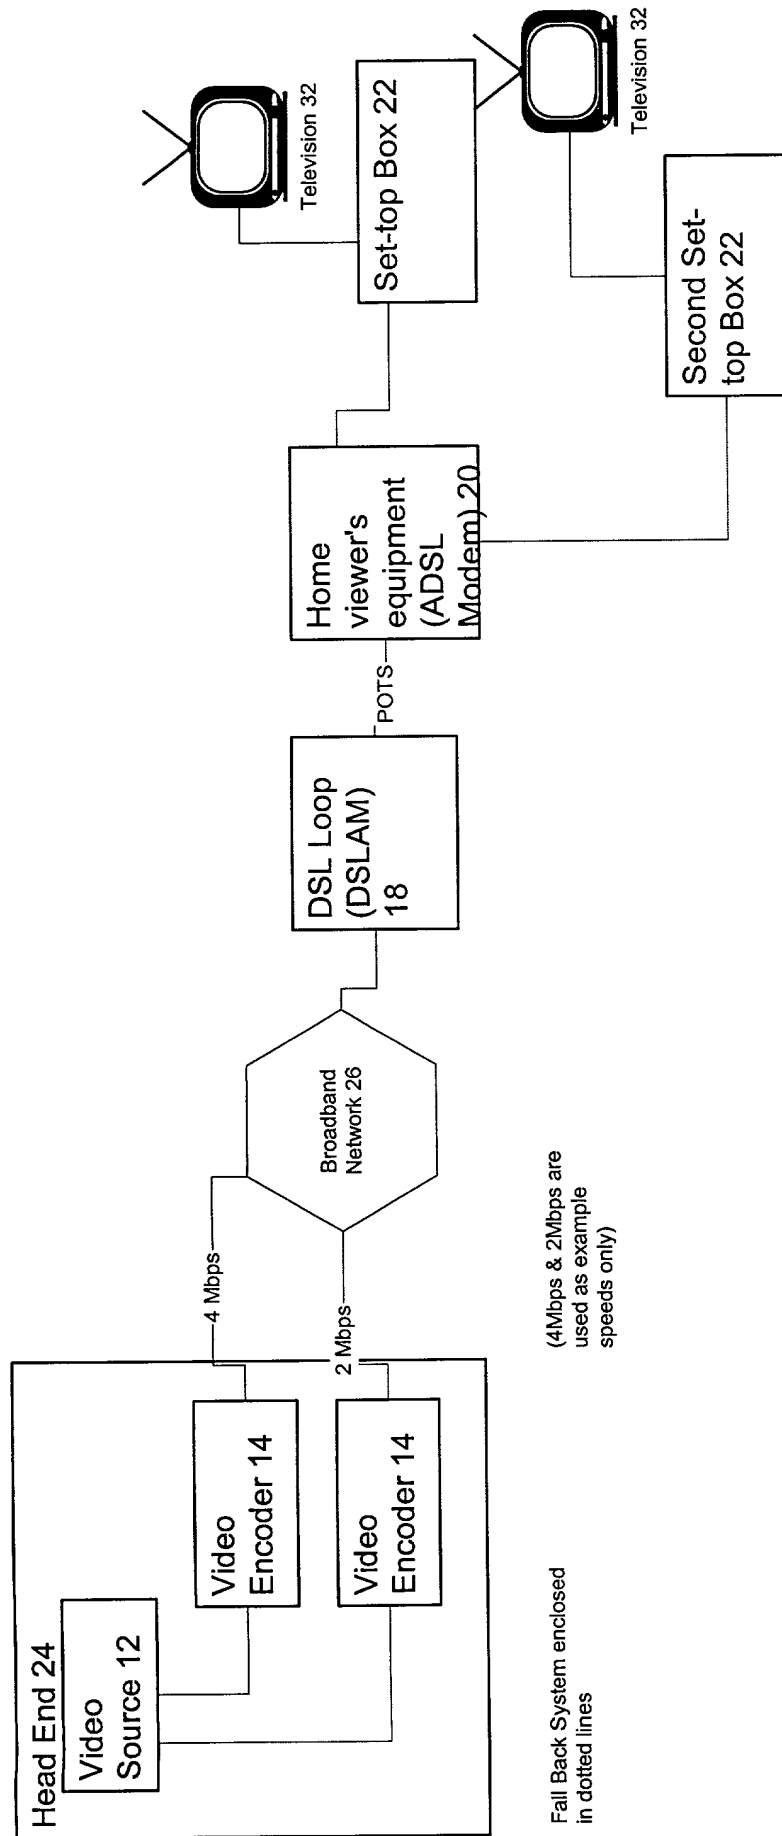 Head End 24
Video
Source 12
Video
Encoder 14
Video
Encoder 14
4 Mbps
2 Mbps
Broadband
Network 26
DSL Loop
(DSLAM)
18
POTS
Home
viewer's
equipment
(ADSL
Modem) 20
Set-top Box 22
Television 32
Second Set-
top Box 22
Television 32
Fall Back System enclosed
in dotted lines
(4Mbps & 2Mbps are
used as example
speeds only)